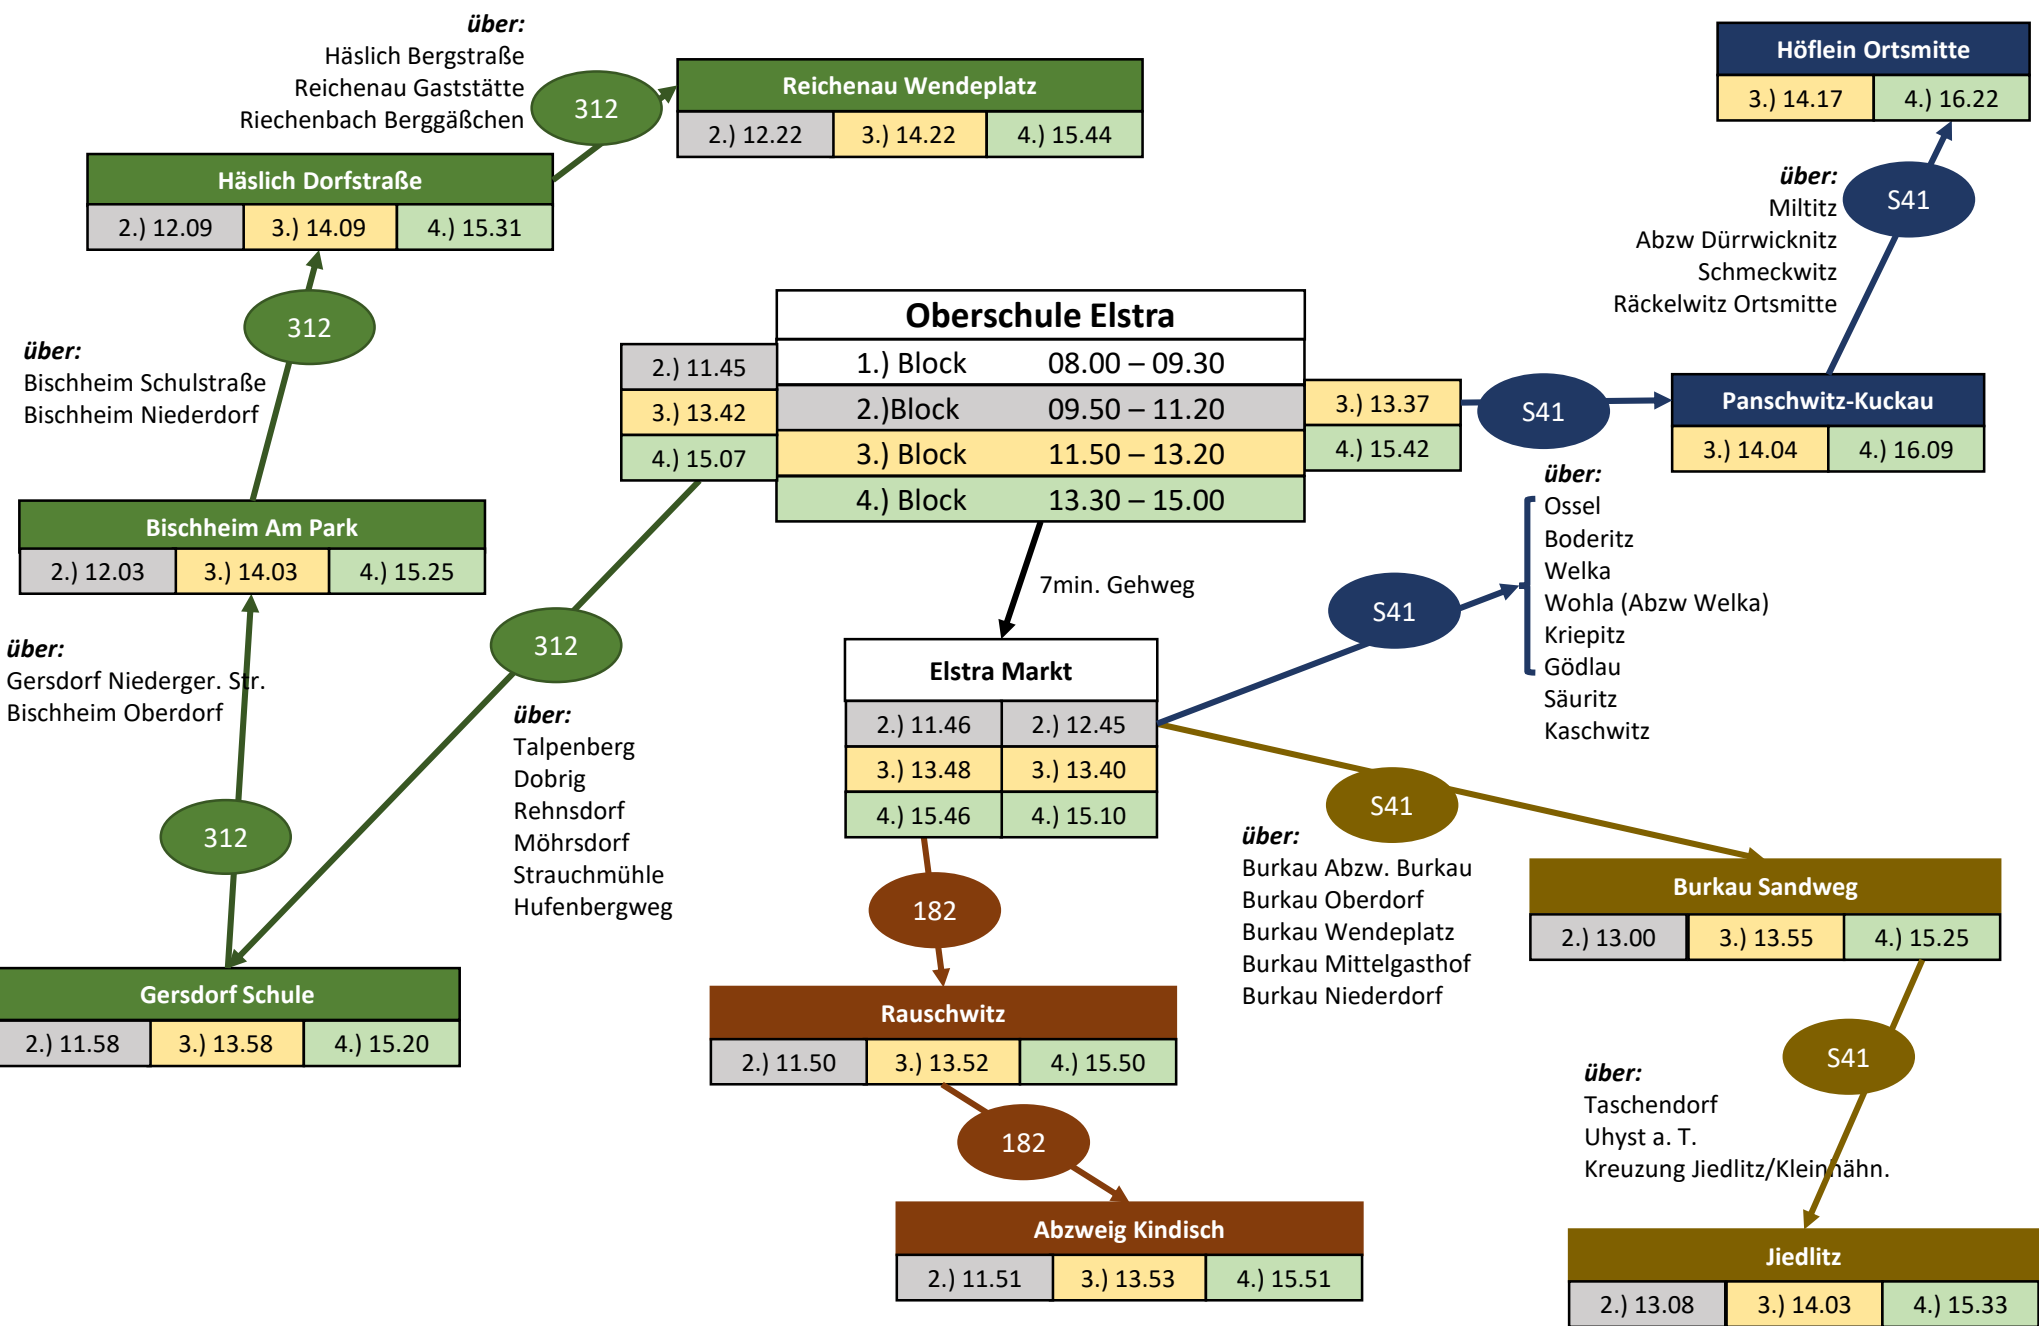 über:
Häslich Bergstraße
Reichenau Gaststätte
Riechenbach Berggäßchen
312
Reichenau Wendeplatz
2.) 12.22 3.) 14.22 4.) 15.44
Häslich Dorfstraße
2.) 12.09 3.) 14.09 4.) 15.31
312
über:
Bischheim Schulstraße
Bischheim Niederdorf
Bischheim Am Park
2.) 12.03 3.) 14.03 4.) 15.25
über:
Gersdorf Niederger. Str.
Bischheim Oberdorf
312
Gersdorf Schule
2.) 11.58 3.) 13.58 4.) 15.20
312
über:
Talpenberg
Dobrig
Rehnsdorf
Möhrsdorf
Strauchmühle
Hufenbergweg
2.) 11.45
3.) 13.42
4.) 15.07
Oberschule Elstra
1.) Block 08.00 – 09.30
2.)Block 09.50 – 11.20
3.) Block 11.50 – 13.20
4.) Block 13.30 – 15.00
3.) 13.37
4.) 15.42
S41
Panschwitz-Kuckau
3.) 14.04 4.) 16.09
Höflein Ortsmitte
3.) 14.17 4.) 16.22
S41
über:
Miltitz
Abzw Dürrwicknitz
Schmeckwitz
Räckelwitz Ortsmitte
über:
Ossel
Boderitz
Welka
Wohla (Abzw Welka)
Kriepitz
Gödlau
Säuritz
Kaschwitz
S41
7min. Gehweg
Elstra Markt
2.) 11.46 2.) 12.45
3.) 13.48 3.) 13.40
4.) 15.46 4.) 15.10
S41
über:
Burkau Abzw. Burkau
Burkau Oberdorf
Burkau Wendeplatz
Burkau Mittelgasthof
Burkau Niederdorf
Burkau Sandweg
2.) 13.00 3.) 13.55 4.) 15.25
S41
über:
Taschendorf
Uhyst a. T.
Kreuzung Jiedlitz/Kleinhähn.
Jiedlitz
2.) 13.08 3.) 14.03 4.) 15.33
182
Rauschwitz
2.) 11.50 3.) 13.52 4.) 15.50
182
Abzweig Kindisch
2.) 11.51 3.) 13.53 4.) 15.51